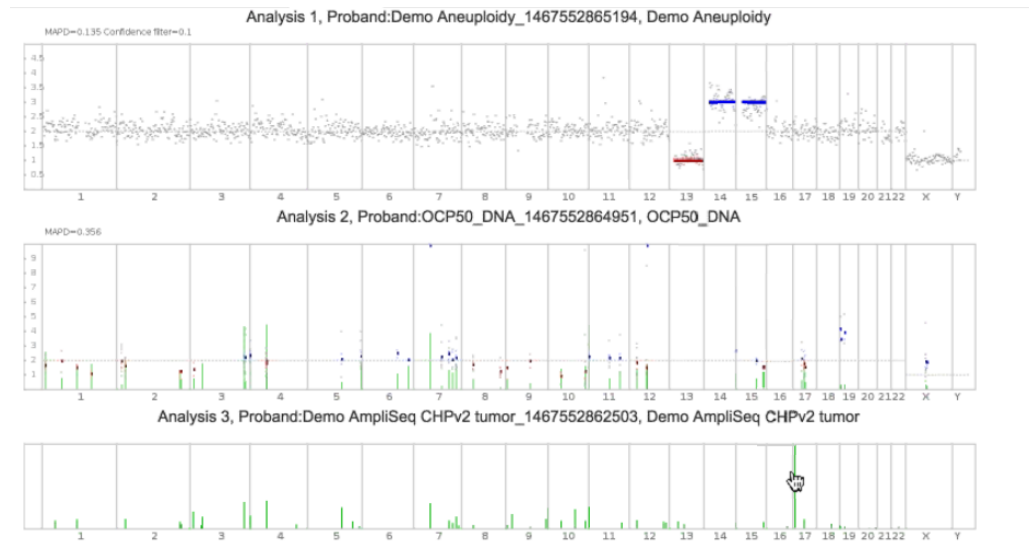 Analysis 1, Proband:Demo Aneuploidy_1467552865194, Demo Aneuploidy
MAPD=0.135 Confidence filter=0.1
4.5
4
3.5
3
2.5
2
1.5
1
0.5
1 2 3 4 5 6 7 8 9 10 11 12 13 14 15 16 17 18 19 20 21 22 X Y
Analysis 2, Proband:OCP50_DNA_1467552864951, OCP50_DNA
MAPD=0.356
9
8
7
6
5
4
3
2
1
1 2 3 4 5 6 7 8 9 10 11 12 13 14 15 16 17 18 19 20 21 22 X Y
Analysis 3, Proband:Demo AmpliSeq CHPv2 tumor_1467552862503, Demo AmpliSeq CHPv2 tumor
1 2 3 4 5 6 7 8 9 10 11 12 13 14 15 16 17 18 19 20 21 22 X Y